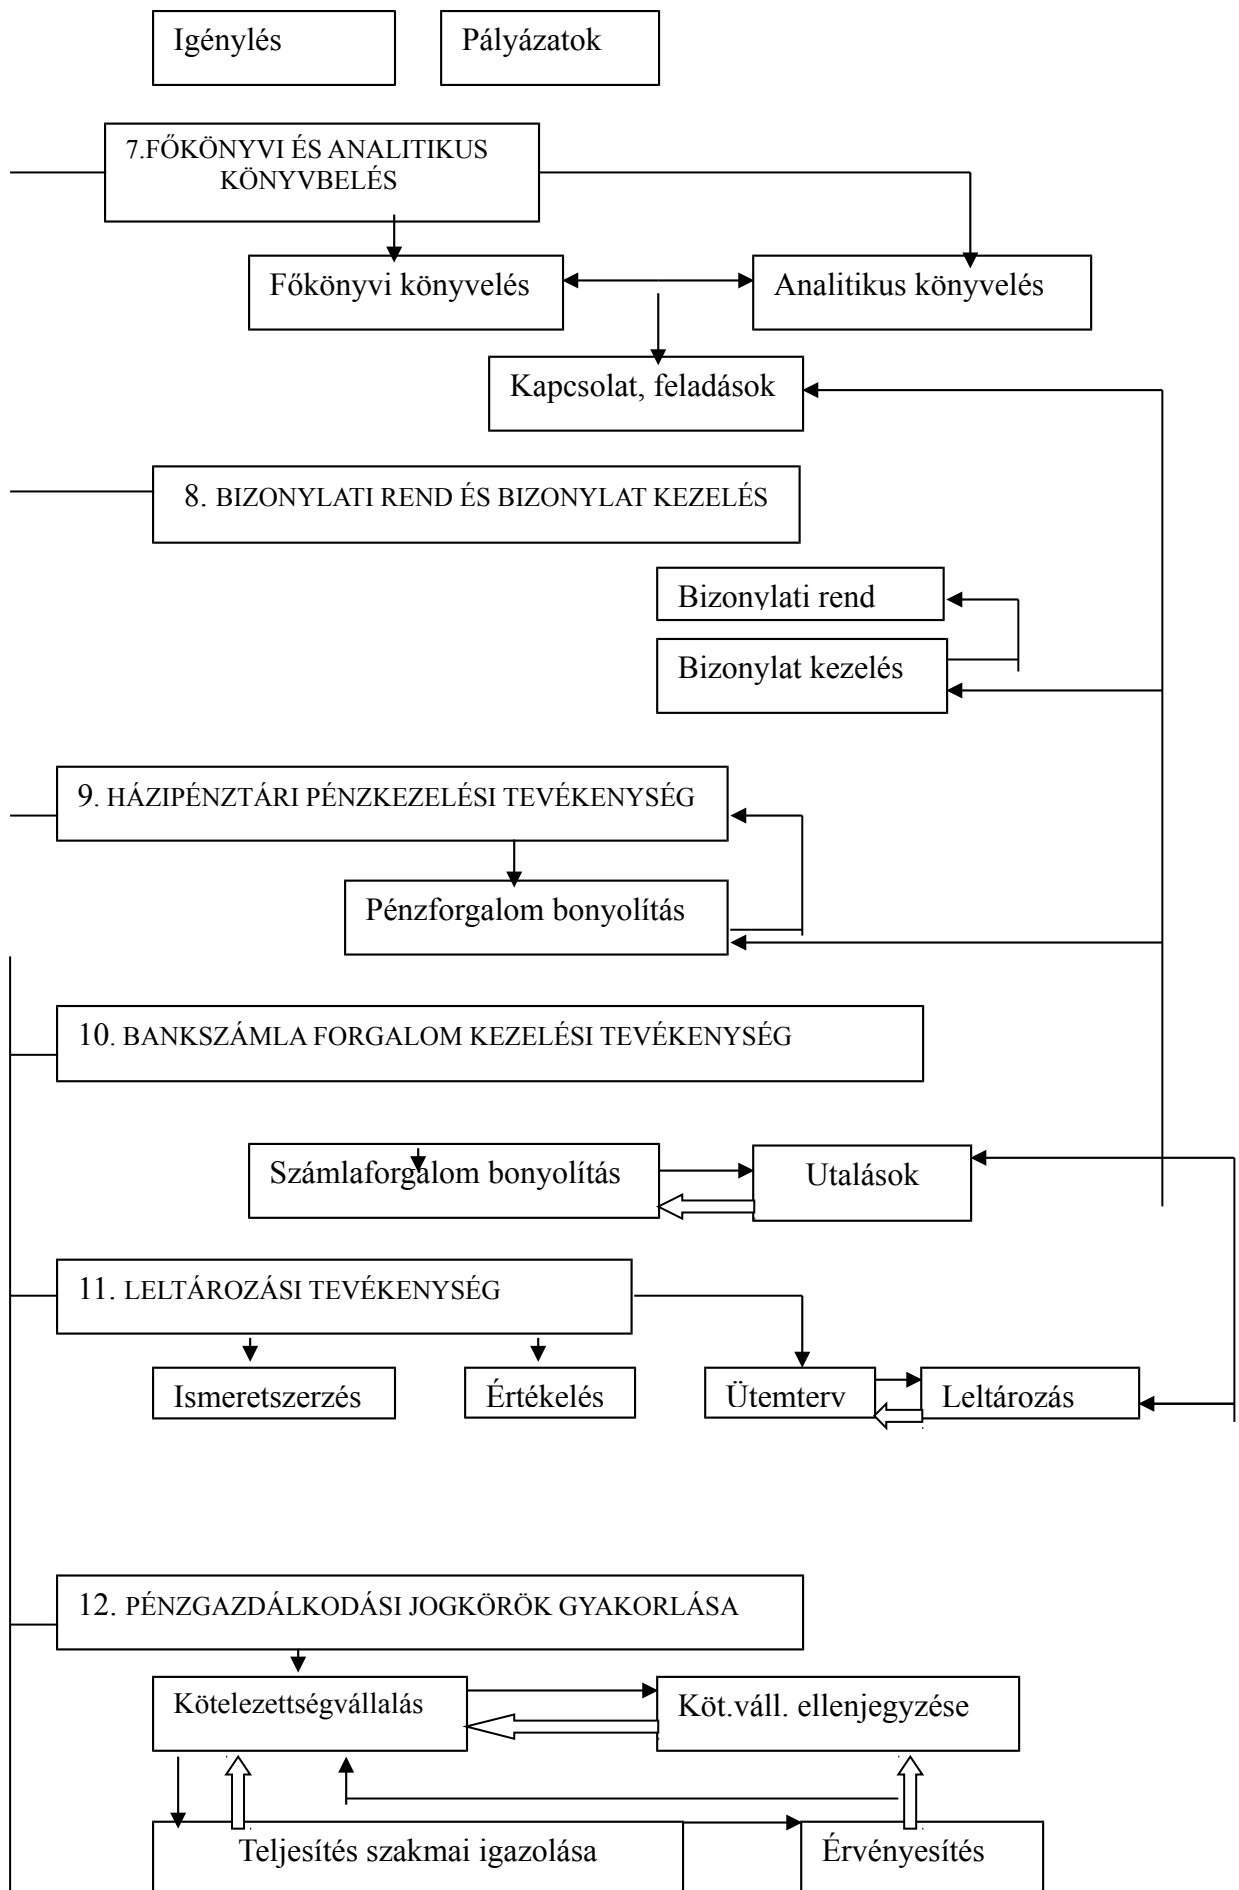 Igénylés
Pályázatok
7.FŐKÖNYVI ÉS ANALITIKUS
KÖNYVBELÉS
Főkönyvi könyvelés
Analitikus könyvelés
Kapcsolat, feladások
8. BIZONYLATI REND ÉS BIZONYLAT KEZELÉS
Bizonylati rend
Bizonylat kezelés
9. HÁZIPÉNZTÁRI PÉNZKEZELÉSI TEVÉKENYSÉG
Pénzforgalom bonyolítás
10. BANKSZÁMLA FORGALOM KEZELÉSI TEVÉKENYSÉG
Számlaforgalom bonyolítás
Utalások
11. LELTÁROZÁSI TEVÉKENYSÉG
Ismeretszerzés
Értékelés
Ütemterv
Leltározás
12. PÉNZGAZDÁLKODÁSI JOGKÖRÖK GYAKORLÁSA
Kötelezettségvállalás
Köt.váll. ellenjegyzése
Teljesítés szakmai igazolása
Érvényesítés